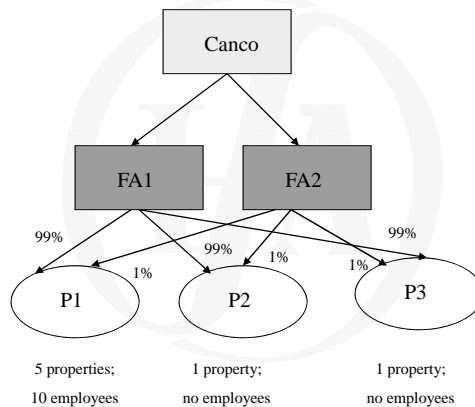 Canco
FA1
FA2
99%
99%
99%
1%
1%
1%
P1
P2
P3
5 properties;
10 employees
1 property;
no employees
1 property;
no employees